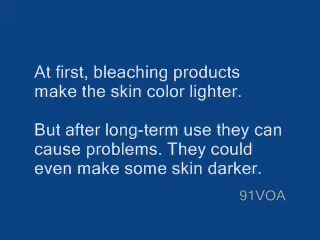 At first, bleaching products
make the skin color lighter.
But after long-term use they can
cause problems. They could
even make some skin darker.
91VOA